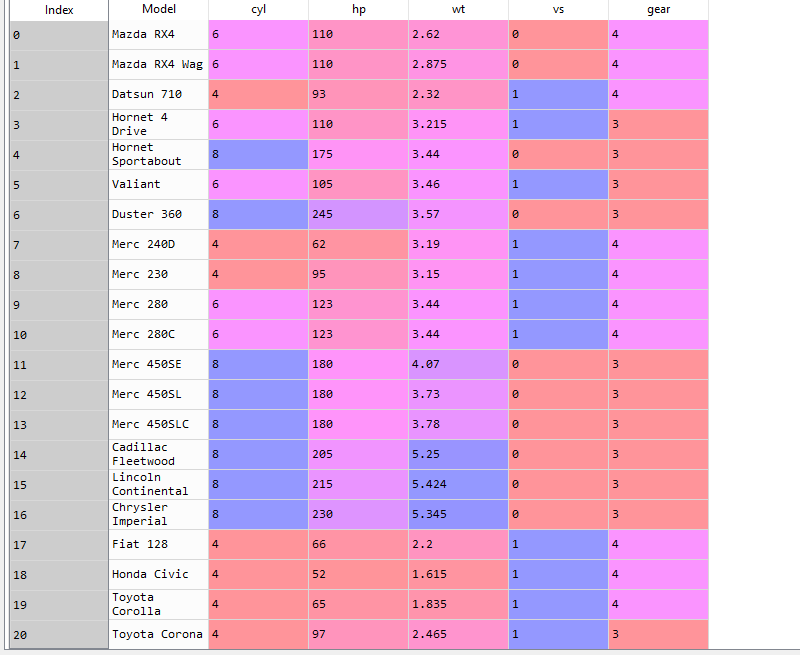 Index Model cyl hp wt vs gear
0 Mazda RX4 6 110 2.62 0 4
1 Mazda RX4 Wag 6 110 2.875 0 4
2 Datsun 710 4 93 2.32 1 4
3 Hornet 4 Drive 6 110 3.215 1 3
4 Hornet Sportabout 8 175 3.44 0 3
5 Valiant 6 105 3.46 1 3
6 Duster 360 8 245 3.57 0 3
7 Merc 240D 4 62 3.19 1 4
8 Merc 230 4 95 3.15 1 4
9 Merc 280 6 123 3.44 1 4
10 Merc 280C 6 123 3.44 1 4
11 Merc 450SE 8 180 4.07 0 3
12 Merc 450SL 8 180 3.73 0 3
13 Merc 450SLC 8 180 3.78 0 3
14 Cadillac Fleetwood 8 205 5.25 0 3
15 Lincoln Continental 8 215 5.424 0 3
16 Chrysler Imperial 8 230 5.345 0 3
17 Fiat 128 4 66 2.2 1 4
18 Honda Civic 4 52 1.615 1 4
19 Toyota Corolla 4 65 1.835 1 4
20 Toyota Corona 4 97 2.465 1 3